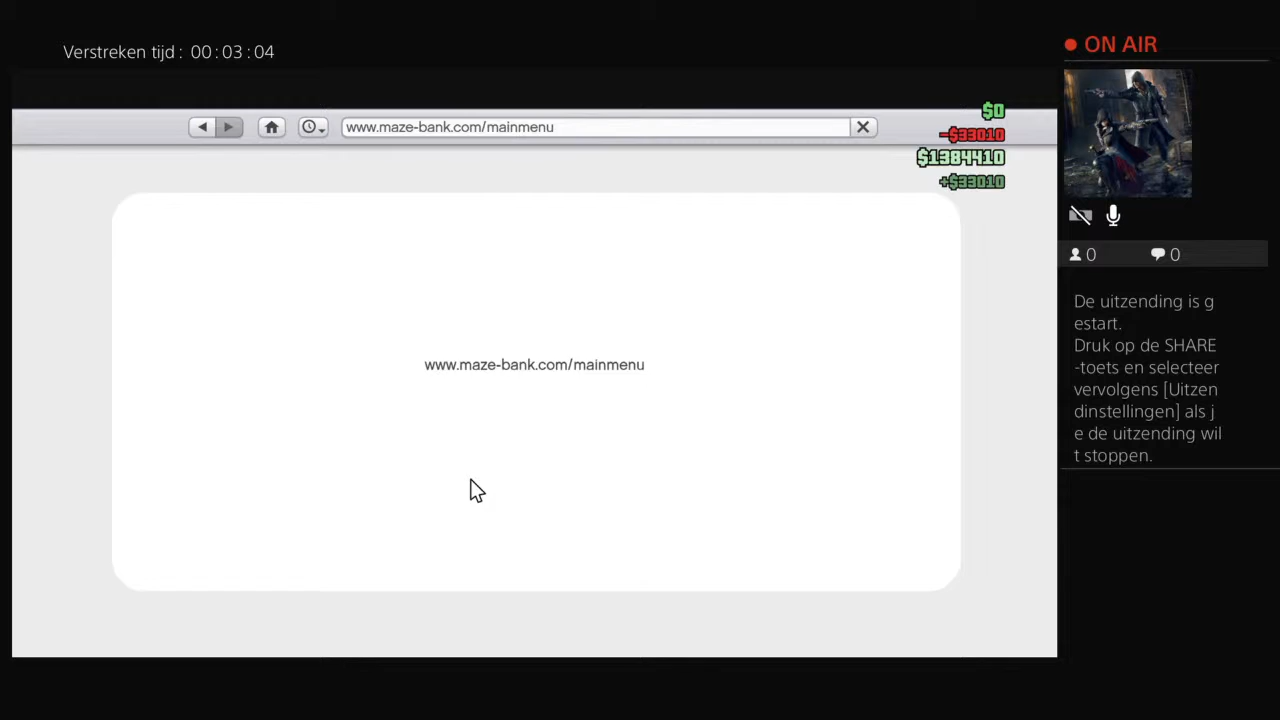 Verstreken tijd: 00:03:04
ON AIR
www.maze-bank.com/mainmenu
$0
-$33010
$1384410
+$33010
0 0
www.maze-bank.com/mainmenu
De uitzending is g
estart.
Druk op de SHARE
-toets en selecteer
vervolgens [Uitzen
dinstellingen] als j
e de uitzending wil
t stoppen.